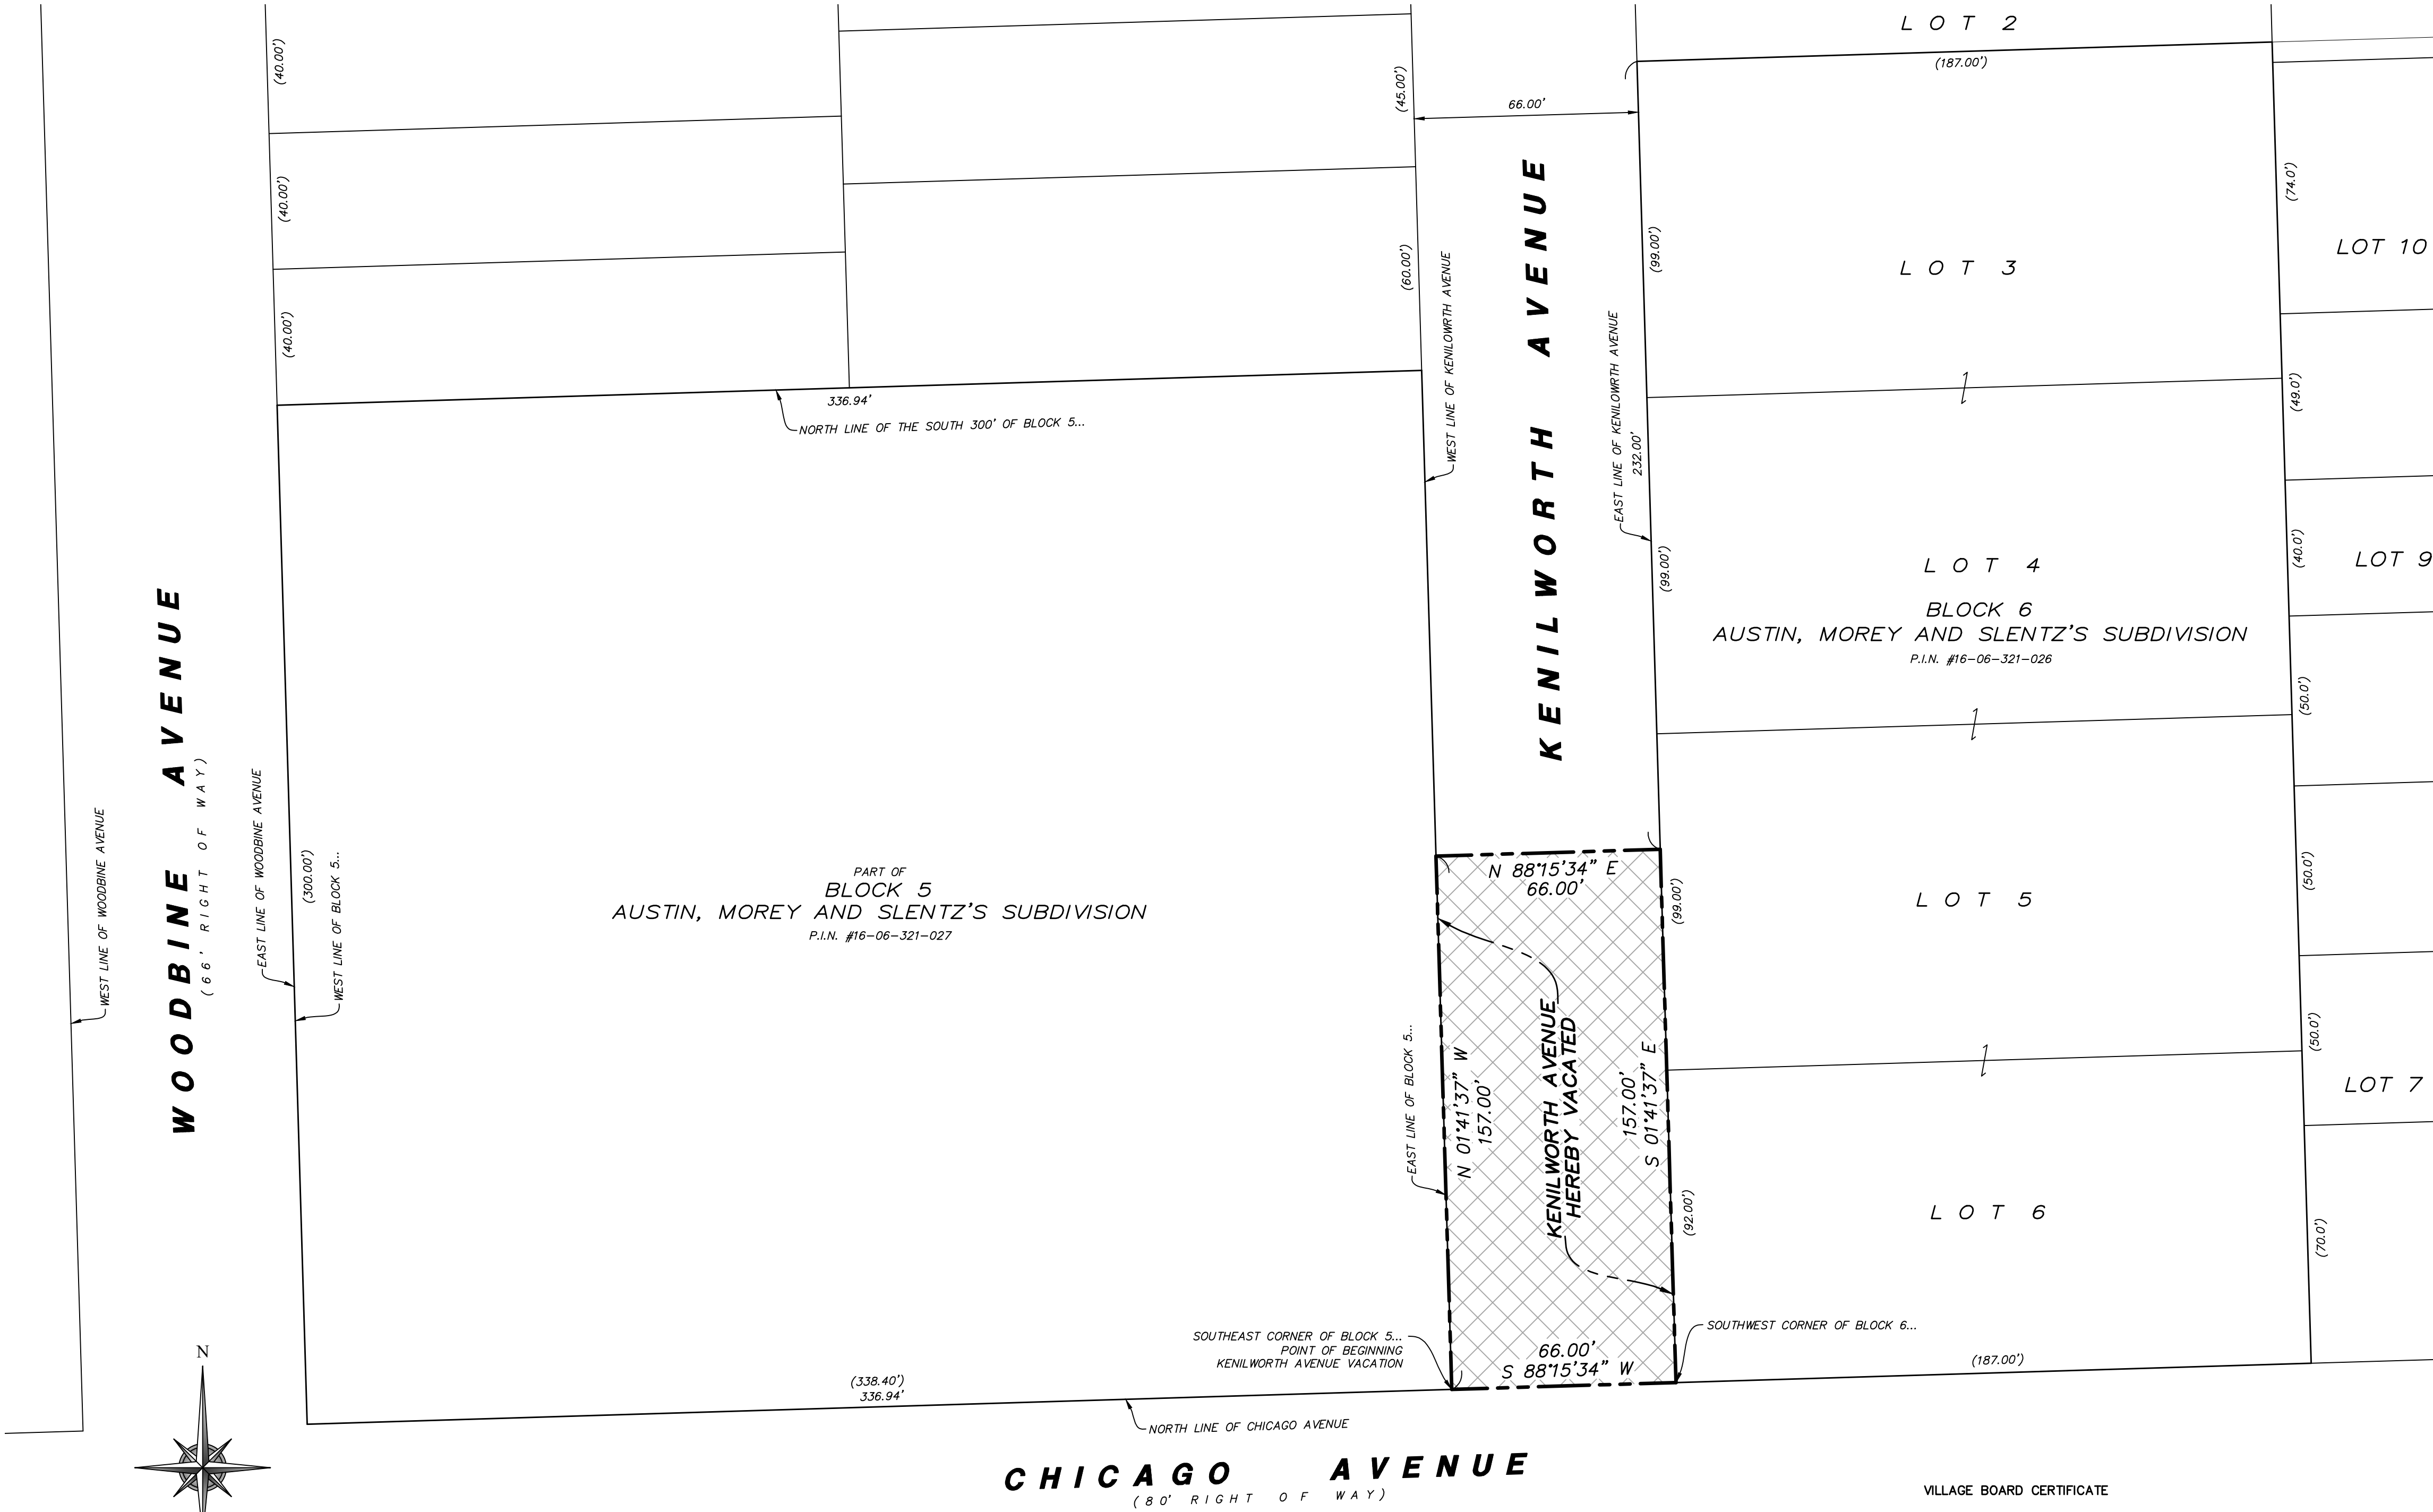 L O T 2
(187.00')
(40.00')
(45.00')
66.00'
(40.00')
(74.0')
LOT 10
(60.00')
(99.00')
L O T 3
(40.00')
WEST LINE OF KENILOWRTH AVENUE
KENILWORTH AVENUE
EAST LINE OF KENILOWRTH AVENUE
232.00'
336.94'
NORTH LINE OF THE SOUTH 300' OF BLOCK 5...
(49.0')
(99.00')
L O T 4
BLOCK 6
AUSTIN, MOREY AND SLENTZ'S SUBDIVISION
P.I.N. #16-06-321-026
(40.0')
LOT 9
(50.0')
WEST LINE OF WOODBINE AVENUE
WOODBINE AVENUE
(66' RIGHT OF WAY)
EAST LINE OF WOODBINE AVENUE
(300.00')
WEST LINE OF BLOCK 5...
PART OF
BLOCK 5
AUSTIN, MOREY AND SLENTZ'S SUBDIVISION
P.I.N. #16-06-321-027
N 88°15'34" E
66.00'
(99.00')
L O T 5
(50.0')
EAST LINE OF BLOCK 5...
N 01°41'37" W
157.00'
KENILWORTH AVENUE
HEREBY VACATED
157.00'
S 01°41'37" E
(50.0')
LOT 7
(92.00')
L O T 6
(70.0')
SOUTHEAST CORNER OF BLOCK 5...
POINT OF BEGINNING
KENILWORTH AVENUE VACATION
66.00'
S 88°15'34" W
SOUTHWEST CORNER OF BLOCK 6...
(187.00')
N
(338.40')
336.94'
NORTH LINE OF CHICAGO AVENUE
CHICAGO AVENUE
(80' RIGHT OF WAY)
VILLAGE BOARD CERTIFICATE